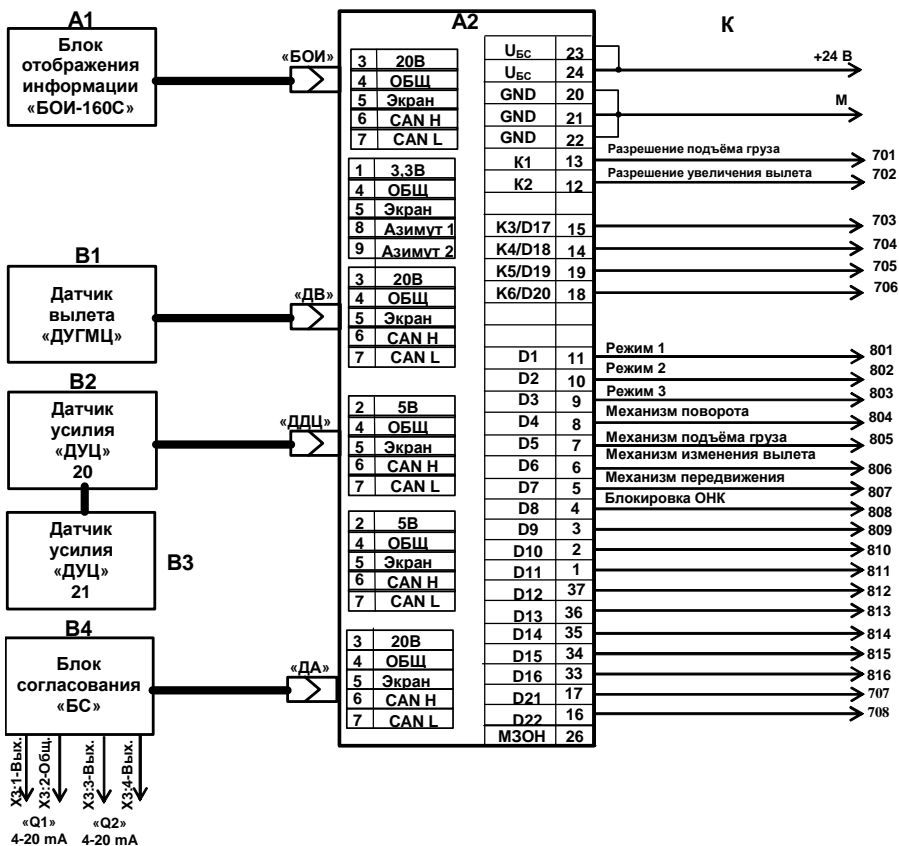 А1
Блок
отображения
информации
«БОИ-160С»
В1
Датчик
вылета
«ДУГМЦ»
В2
Датчик
усилия
«ДУЦ»
20
Датчик
усилия
«ДУЦ»
21
В3
В4
Блок
согласования
«БС»
Х3:1-Вых.
Х3:2-Общ.
Х3:3-Вых.
Х3:4-Вых.
«Q1»
4-20 mA
«Q2»
4-20 mA
«БОИ»
«ДВ»
«ДДЦ»
«ДА»
А2
3 20В
4 ОБЩ
5 Экран
6 CAN H
7 CAN L
1 3,3В
4 ОБЩ
5 Экран
8 Азимут 1
9 Азимут 2
3 20В
4 ОБЩ
5 Экран
6 CAN H
7 CAN L
2 5В
4 ОБЩ
5 Экран
6 CAN H
7 CAN L
2 5В
4 ОБЩ
5 Экран
6 CAN H
7 CAN L
3 20В
4 ОБЩ
5 Экран
6 CAN H
7 CAN L
К
UБС 23
UБС 24 +24 В
GND 20
GND 21 М
GND 22
К1 13 Разрешение подъёма груза 701
К2 12 Разрешение увеличения вылета 702
K3/D17 15 703
K4/D18 14 704
K5/D19 19 705
K6/D20 18 706
D1 11 Режим 1 801
D2 10 Режим 2 802
D3 9 Режим 3 803
D4 8 Механизм поворота 804
D5 7 Механизм подъёма груза 805
D6 6 Механизм изменения вылета 806
D7 5 Механизм передвижения 807
D8 4 Блокировка ОНК 808
D9 3 809
D10 2 810
D11 1 811
D12 37 812
D13 36 813
D14 35 814
D15 34 815
D16 33 816
D21 17 707
D22 16 708
МЗОН 26